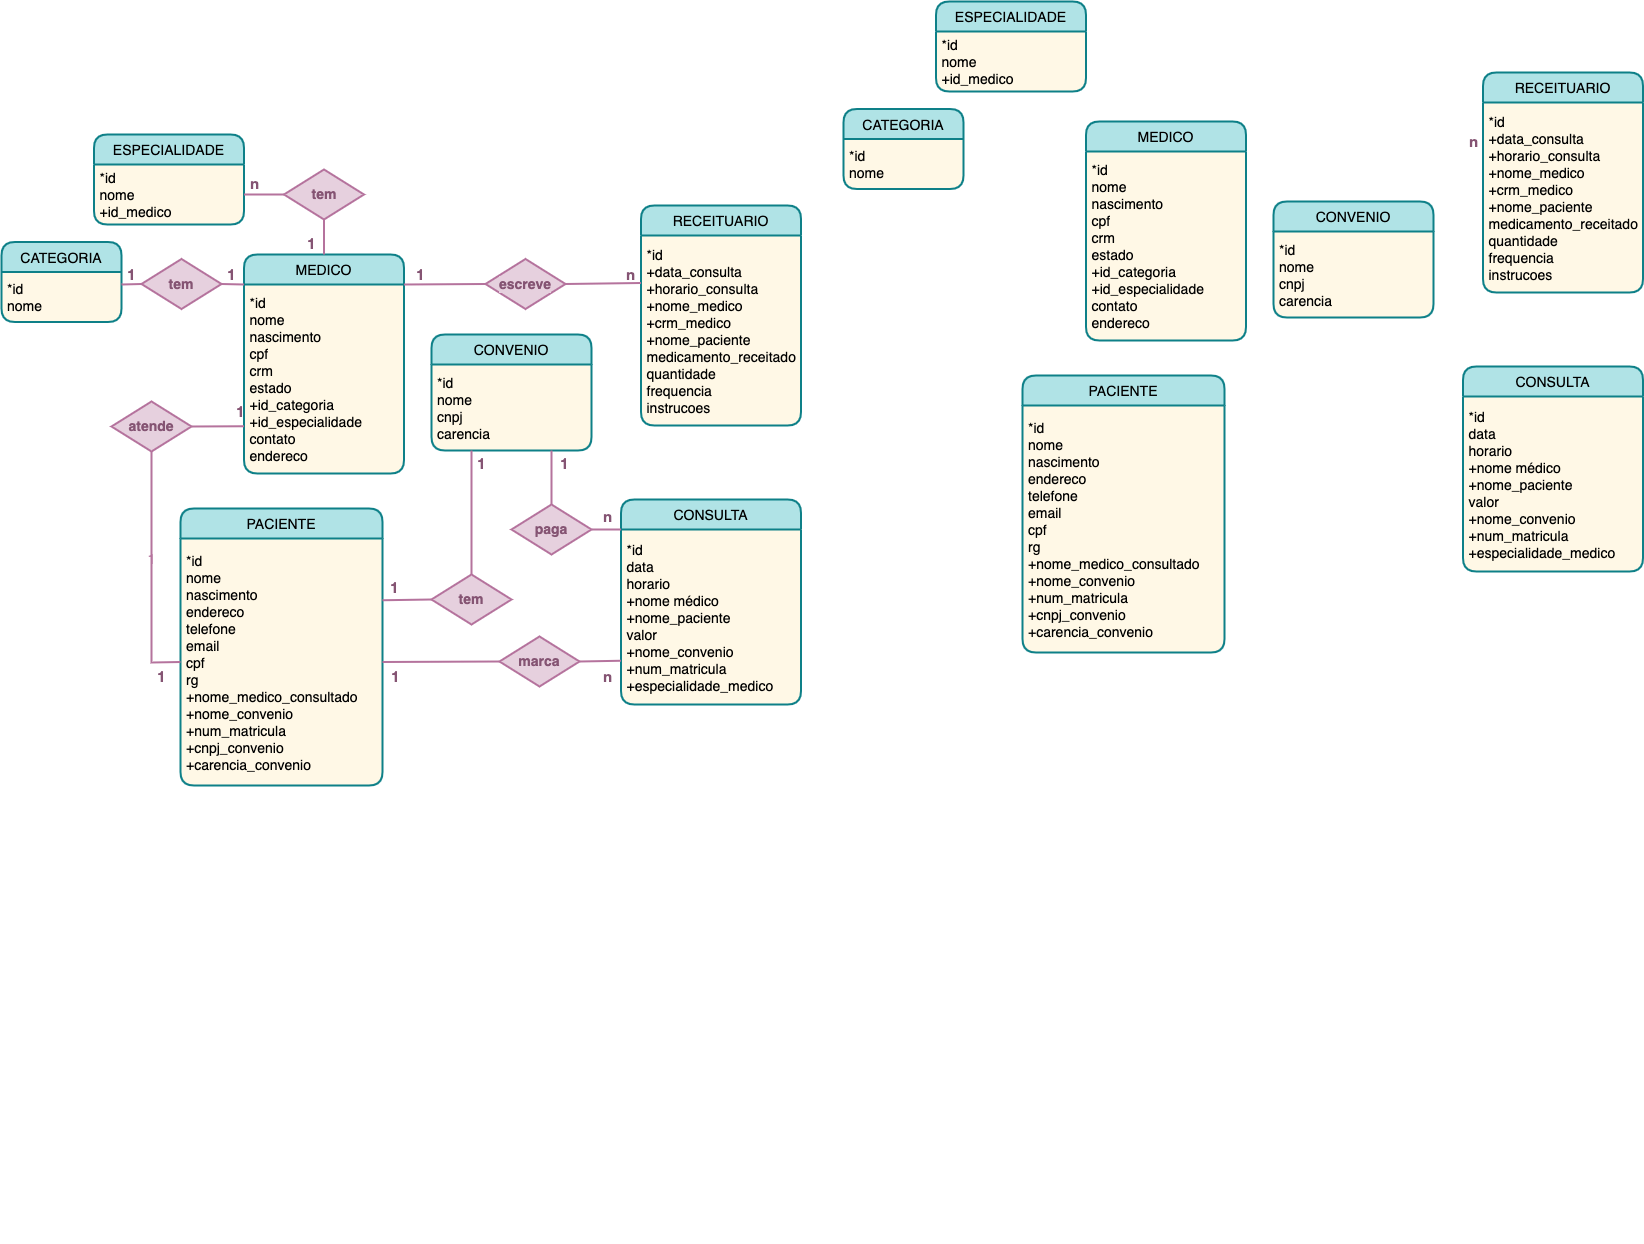 ESPECIALIDADE
*id
nome
+id_medico
n
tem
1
CATEGORIA
*id
nome
1
tem
1
MEDICO
*id
nome
nascimento
cpf
crm
estado
+id_categoria
+id_especialidade
contato
endereco
1
escreve
n
RECEITUARIO
*id
+data_consulta
+horario_consulta
+nome_medico
+crm_medico
+nome_paciente
medicamento_receitado
quantidade
frequencia
instrucoes
CONVENIO
*id
nome
cnpj
carencia
atende
1
1
1
1
1
paga
n
PACIENTE
*id
nome
nascimento
endereco
telefone
email
cpf
rg
+nome_medico_consultado
+nome_convenio
+num_matricula
+cnpj_convenio
+carencia_convenio
1
tem
1
marca
n
CONSULTA
*id
data
horario
+nome médico
+nome_paciente
valor
+nome_convenio
+num_matricula
+especialidade_medico
ESPECIALIDADE
*id
nome
+id_medico
CATEGORIA
*id
nome
MEDICO
*id
nome
nascimento
cpf
crm
estado
+id_categoria
+id_especialidade
contato
endereco
CONVENIO
*id
nome
cnpj
carencia
n
RECEITUARIO
*id
+data_consulta
+horario_consulta
+nome_medico
+crm_medico
+nome_paciente
medicamento_receitado
quantidade
frequencia
instrucoes
PACIENTE
*id
nome
nascimento
endereco
telefone
email
cpf
rg
+nome_medico_consultado
+nome_convenio
+num_matricula
+cnpj_convenio
+carencia_convenio
CONSULTA
*id
data
horario
+nome médico
+nome_paciente
valor
+nome_convenio
+num_matricula
+especialidade_medico